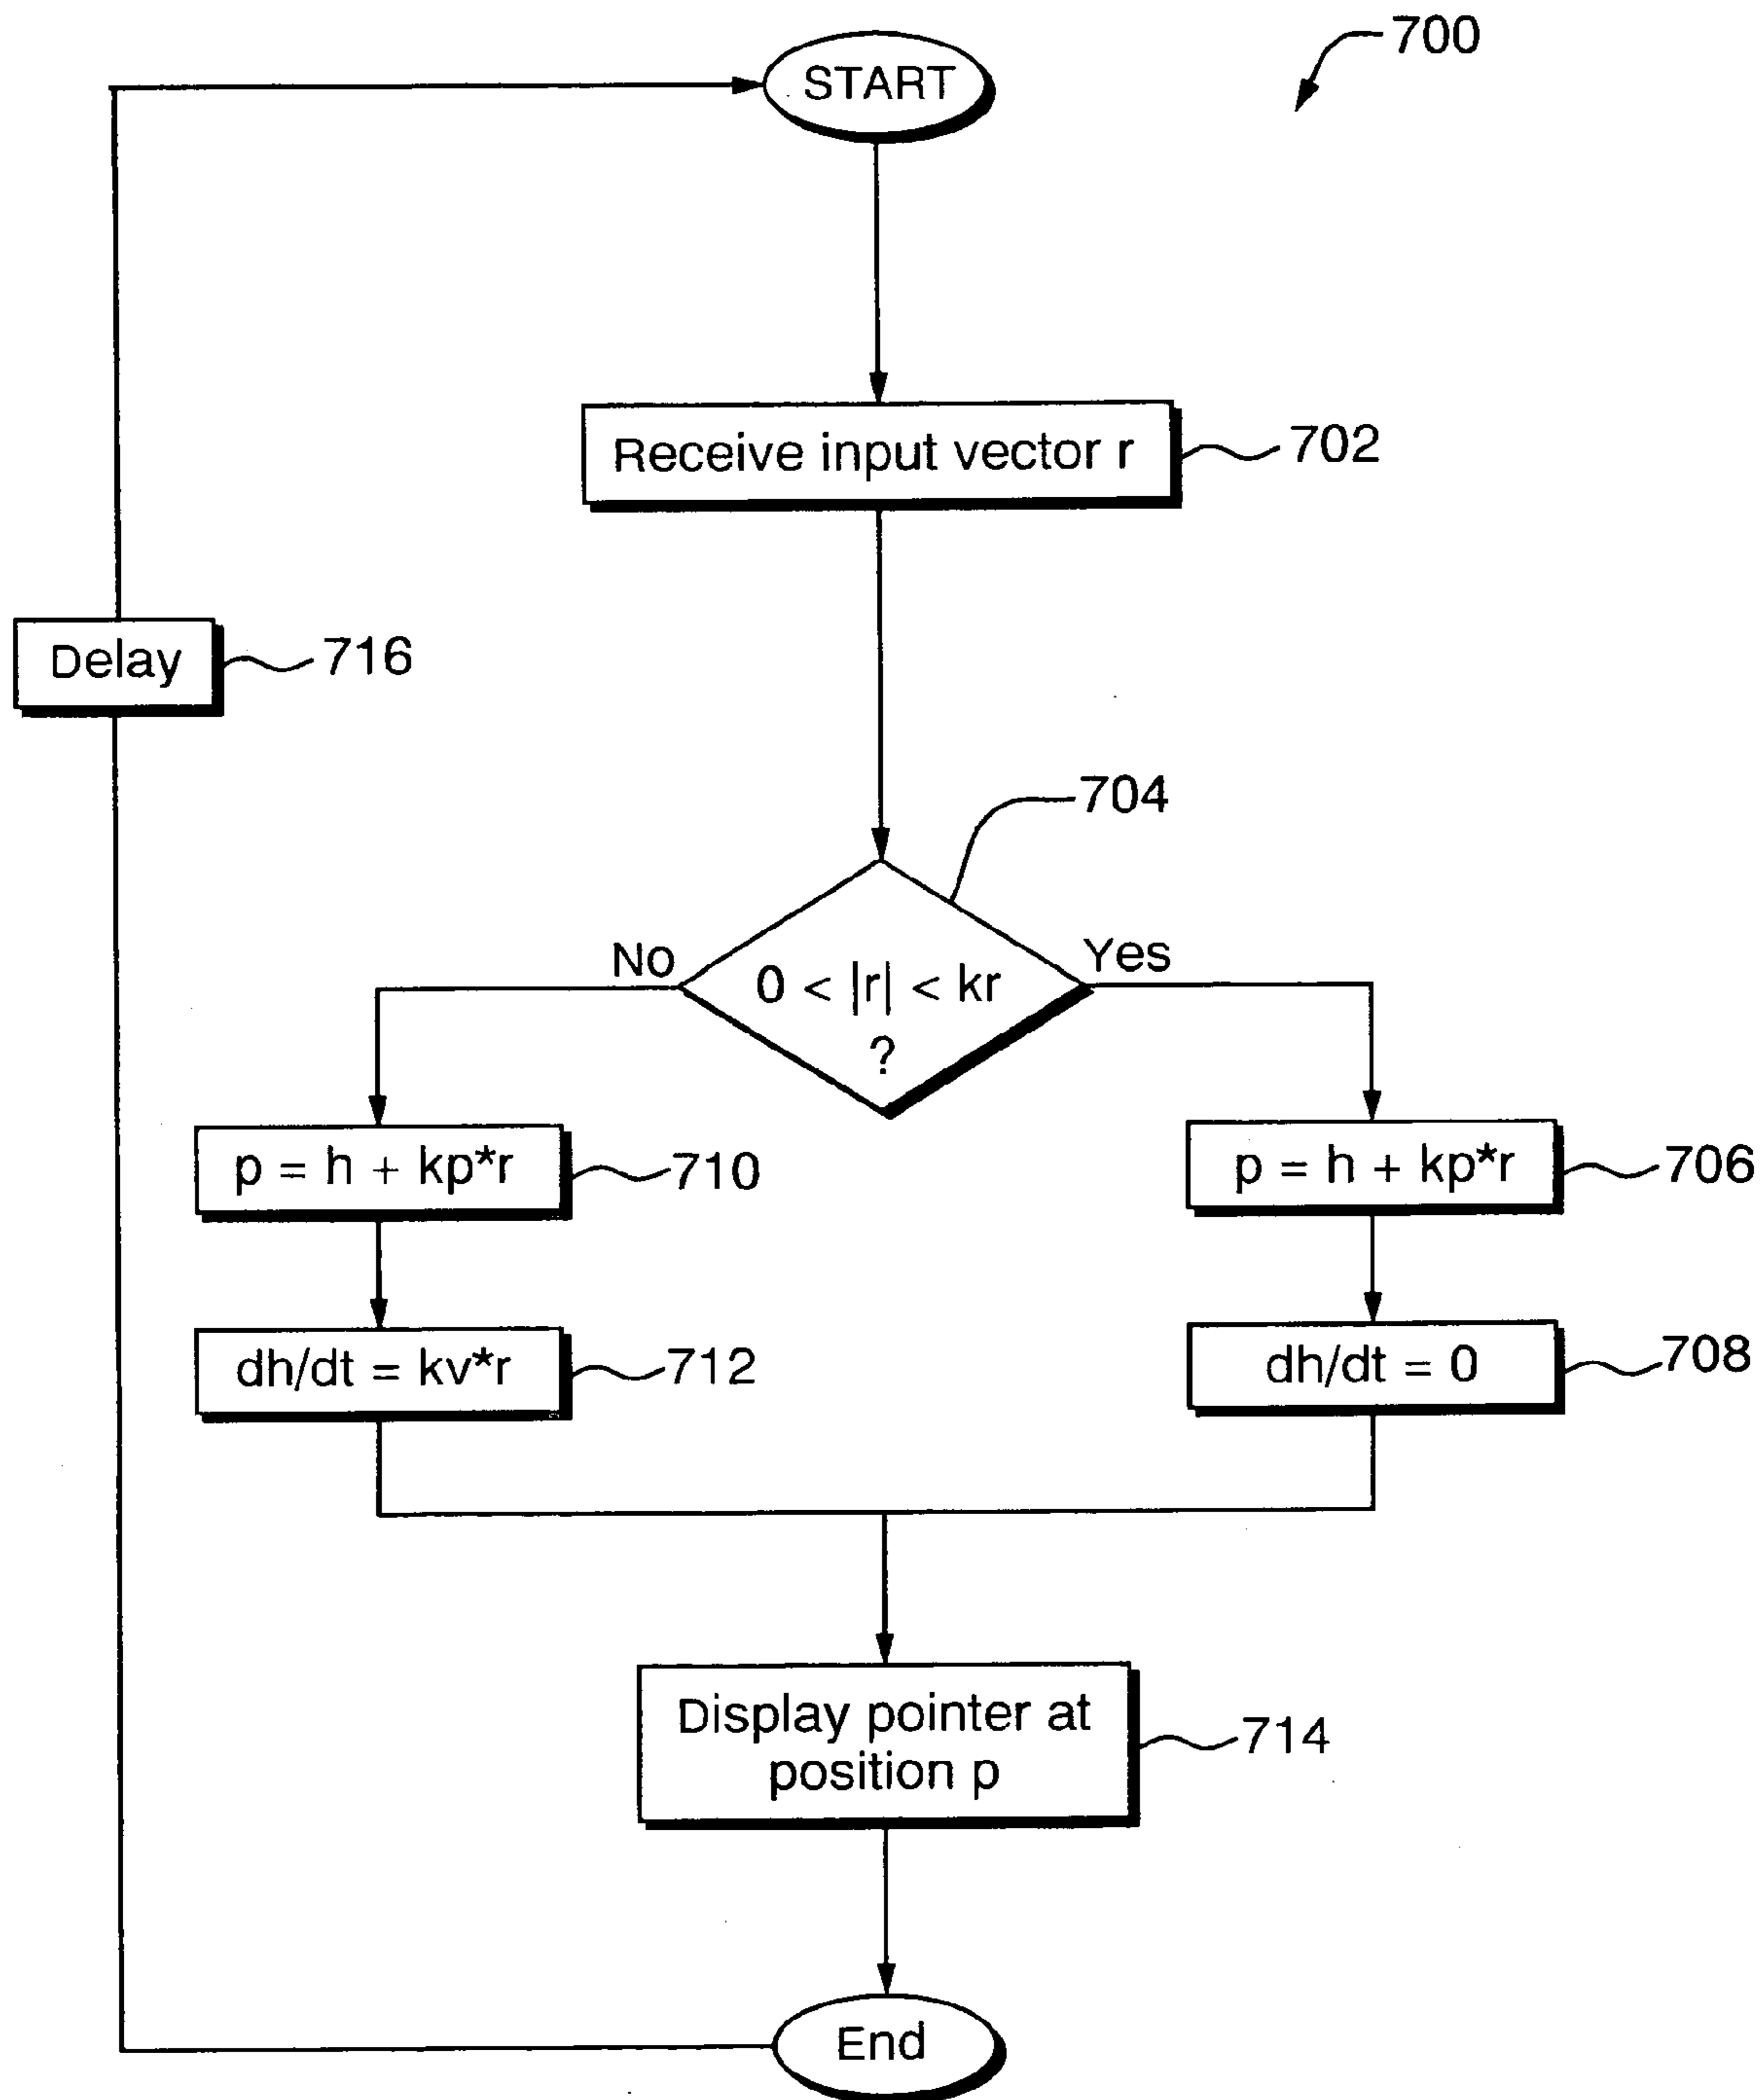 700
START
Receive input vector r
702
Delay
716
704
No
Yes
0 < |r| < kr
?
p = h + kp*r
710
p = h + kp*r
706
dh/dt = kv*r
712
dh/dt = 0
708
Display pointer at
position p
714
End